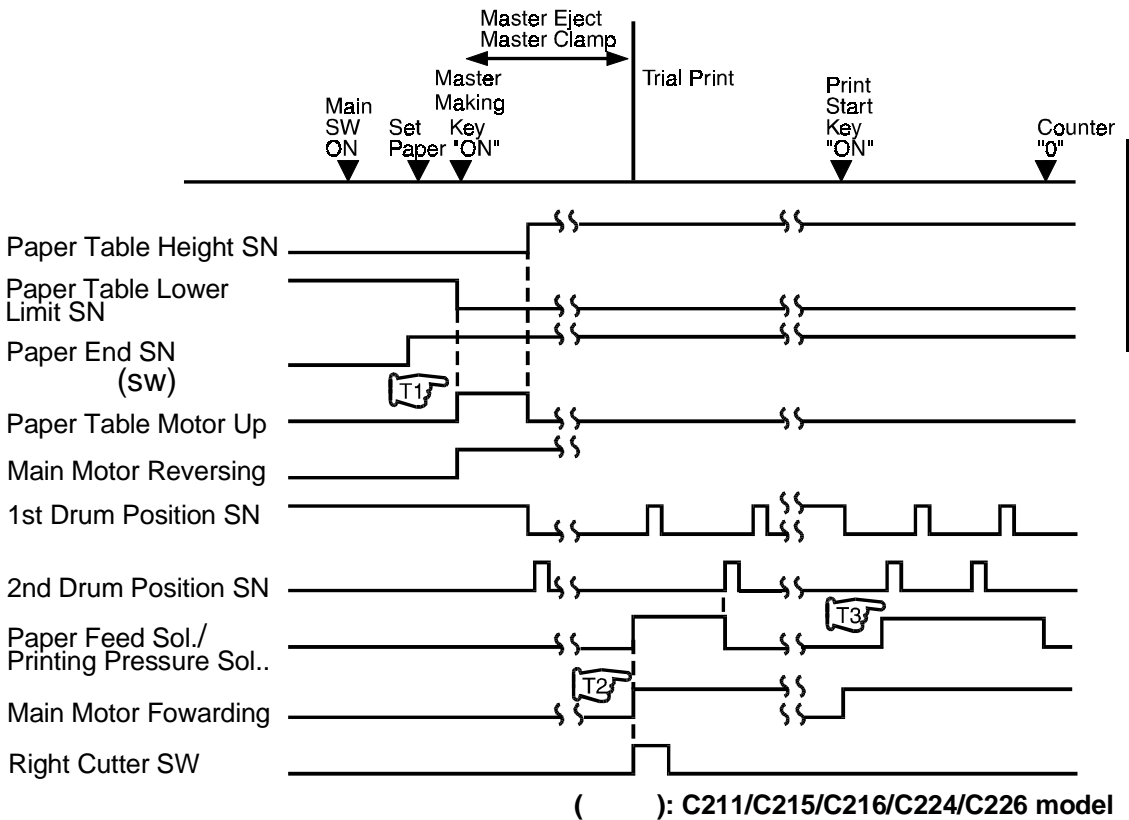 Master Eject
Master Clamp
Trial Print
Master
Making
Key
"ON"
Main
SW
ON
Set
Paper
Print
Start
Key
"ON"
Counter
"0"
Paper Table Height SN
Paper Table Lower
Limit SN
Paper End SN
(sw)
T1
Paper Table Motor Up
Main Motor Reversing
1st Drum Position SN
2nd Drum Position SN
T3
Paper Feed Sol./
Printing Pressure Sol..
T2
Main Motor Fowarding
Right Cutter SW
( ): C211/C215/C216/C224/C226 model